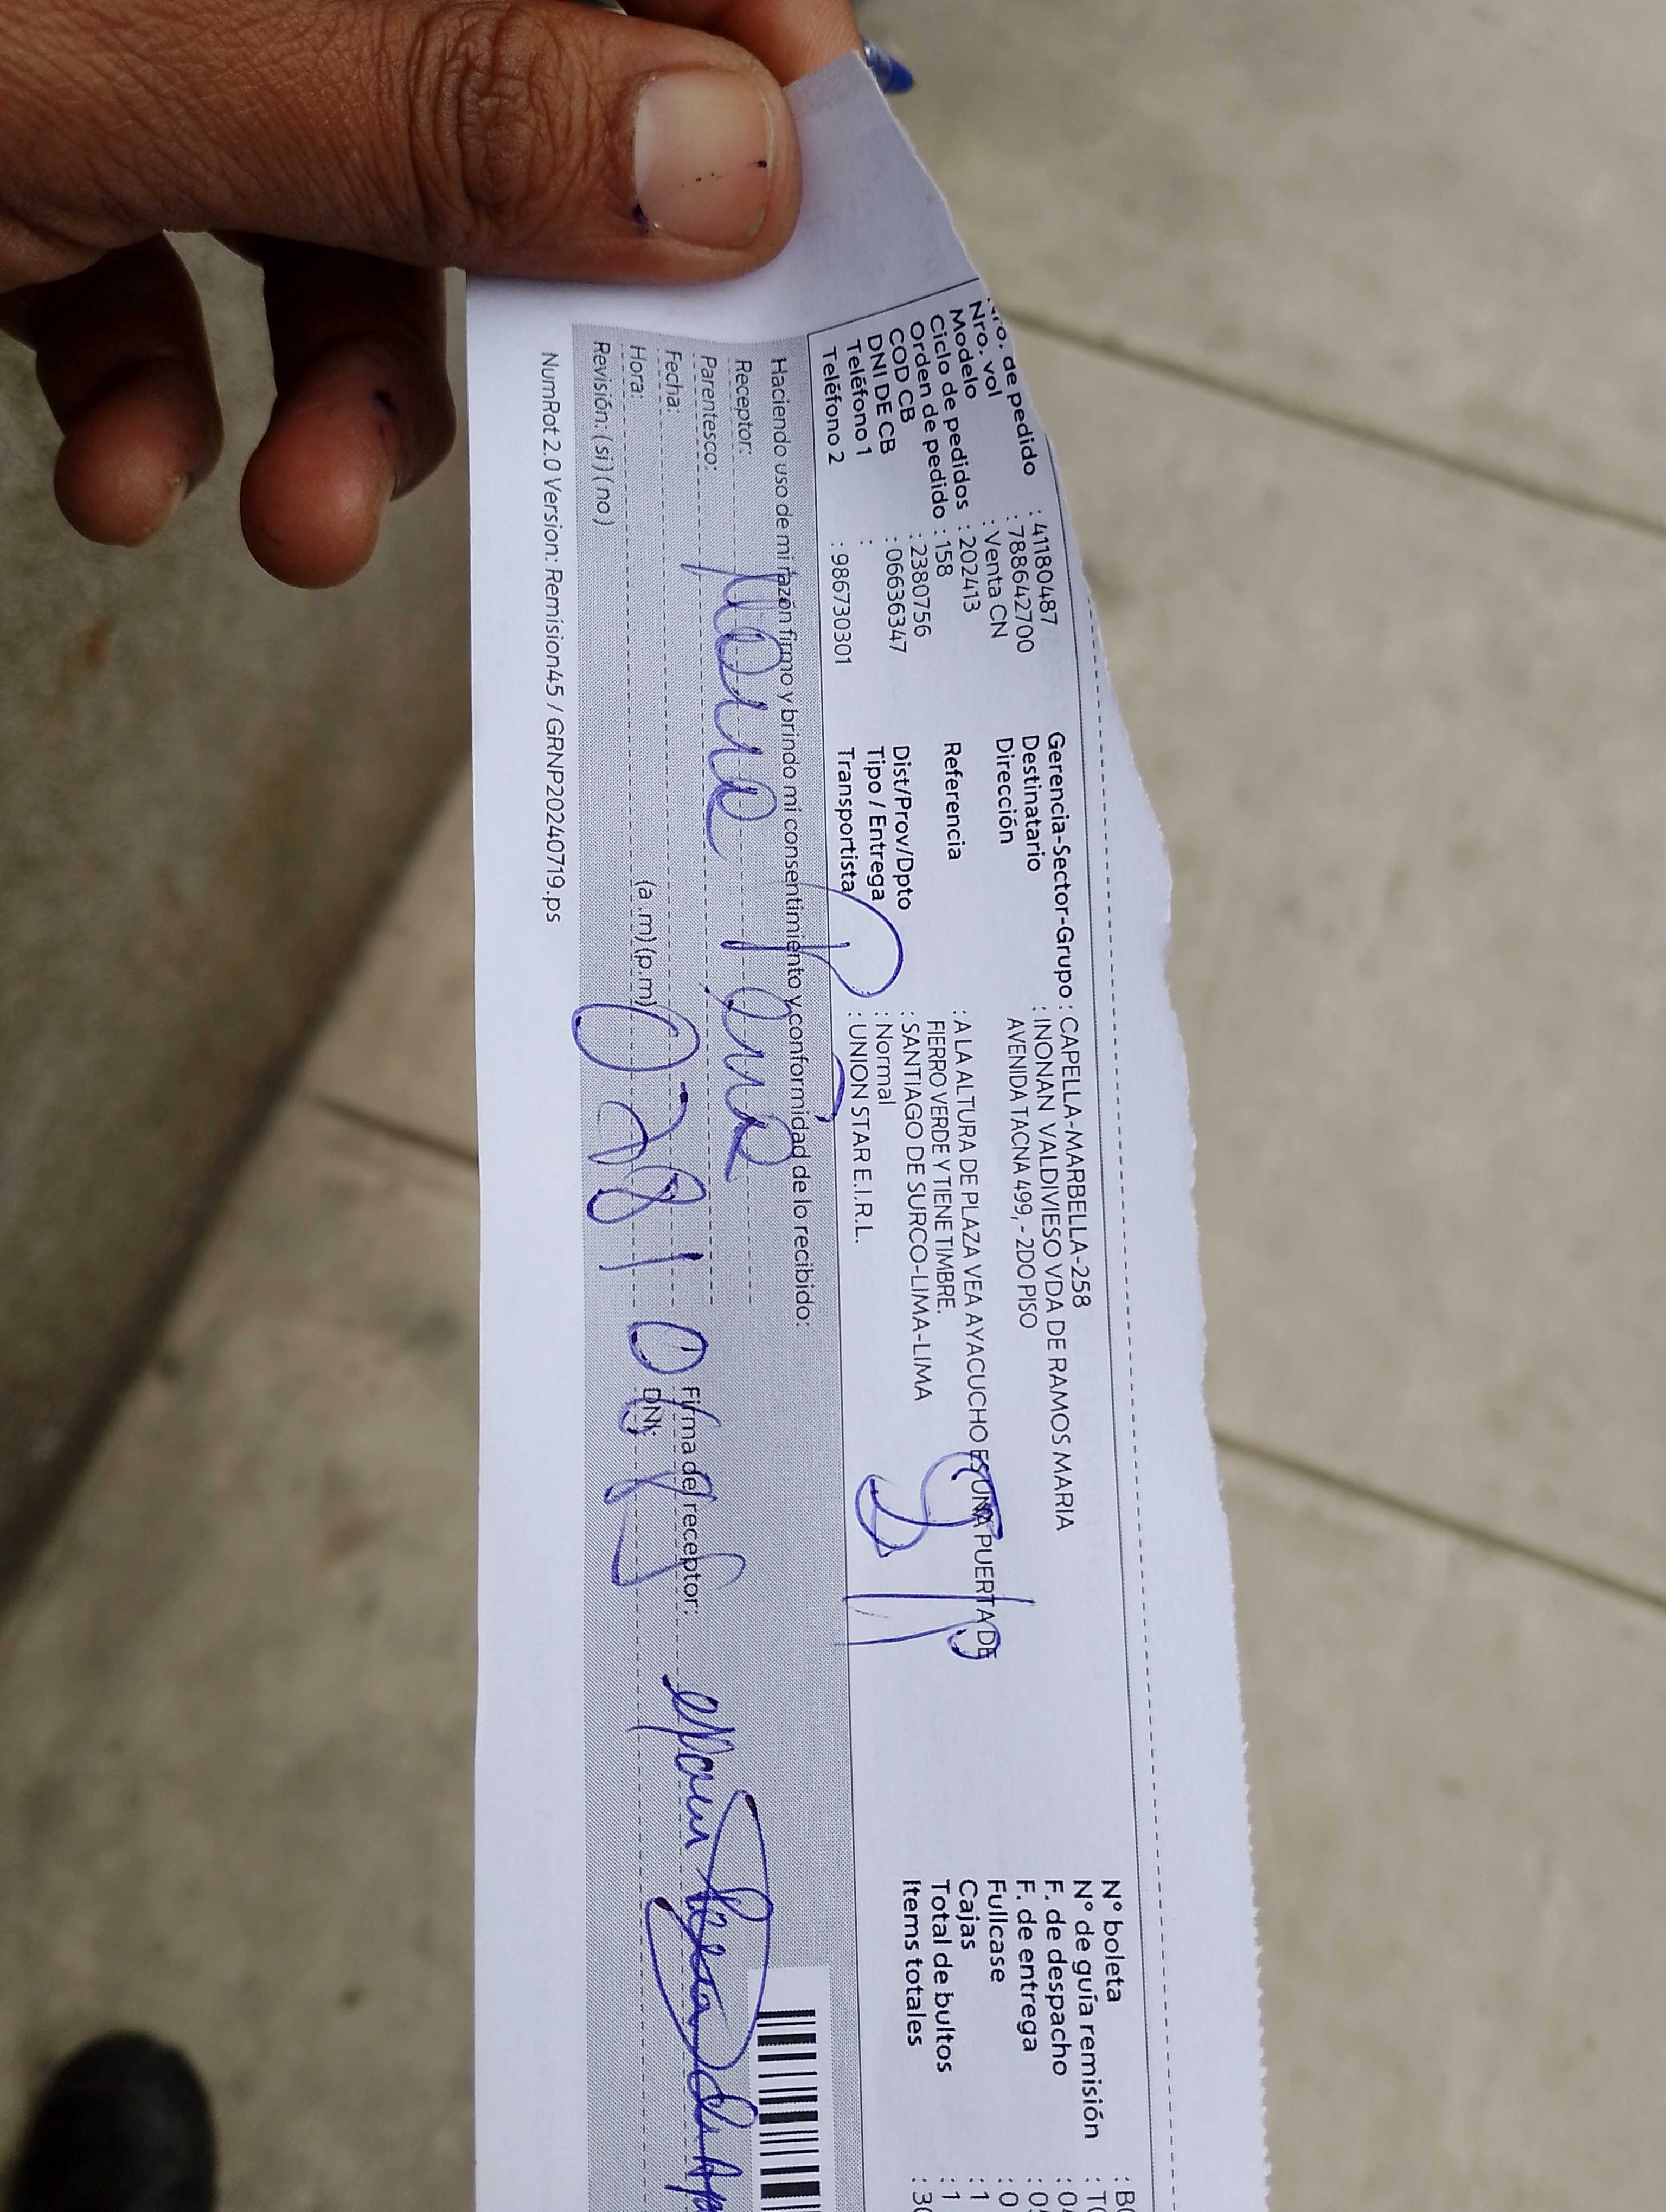 Nro. de pedido : 41180487
Nro. vol : 788642700
Modelo : Venta CN
Ciclo de pedidos : 202413
Orden de pedido : 158
COD CB : 2380756
DNI DE CB : 06636347
Teléfono 1 :
Teléfono 2 : 986730301
Gerencia-Sector-Grupo : CAPELLA-MARBELLA-258
Destinatario : INONAN VALDIVIESO VDA DE RAMOS MARIA
Dirección AVENIDA TACNA 499, - 2DO PISO
Referencia : A LA ALTURA DE PLAZA VEA AYACUCHO ES UNA PUERTA DE
FIERRO VERDE Y TIENE TIMBRE.
Dist/Prov/Dpto : SANTIAGO DE SURCO-LIMA-LIMA
Tipo / Entrega : Normal
Transportista : UNION STAR E.I.R.L.
N° boleta : B
N° de guía remisión : T
F. de despacho : 0
F. de entrega : 0
Fullcase : 0
Cajas : 1
Total de bultos : 1
Items totales : 3
Haciendo uso de mi razón firmo y brindo mi consentimiento y conformidad de lo recibido:
Receptor:
Parentesco:
Fecha:
Hora: (a.m) (p.m)
Revisión: (si) (no)
Firma del receptor:
DNI:
NumRot 2.0 Version: Remision45 / GRNP20240719.ps